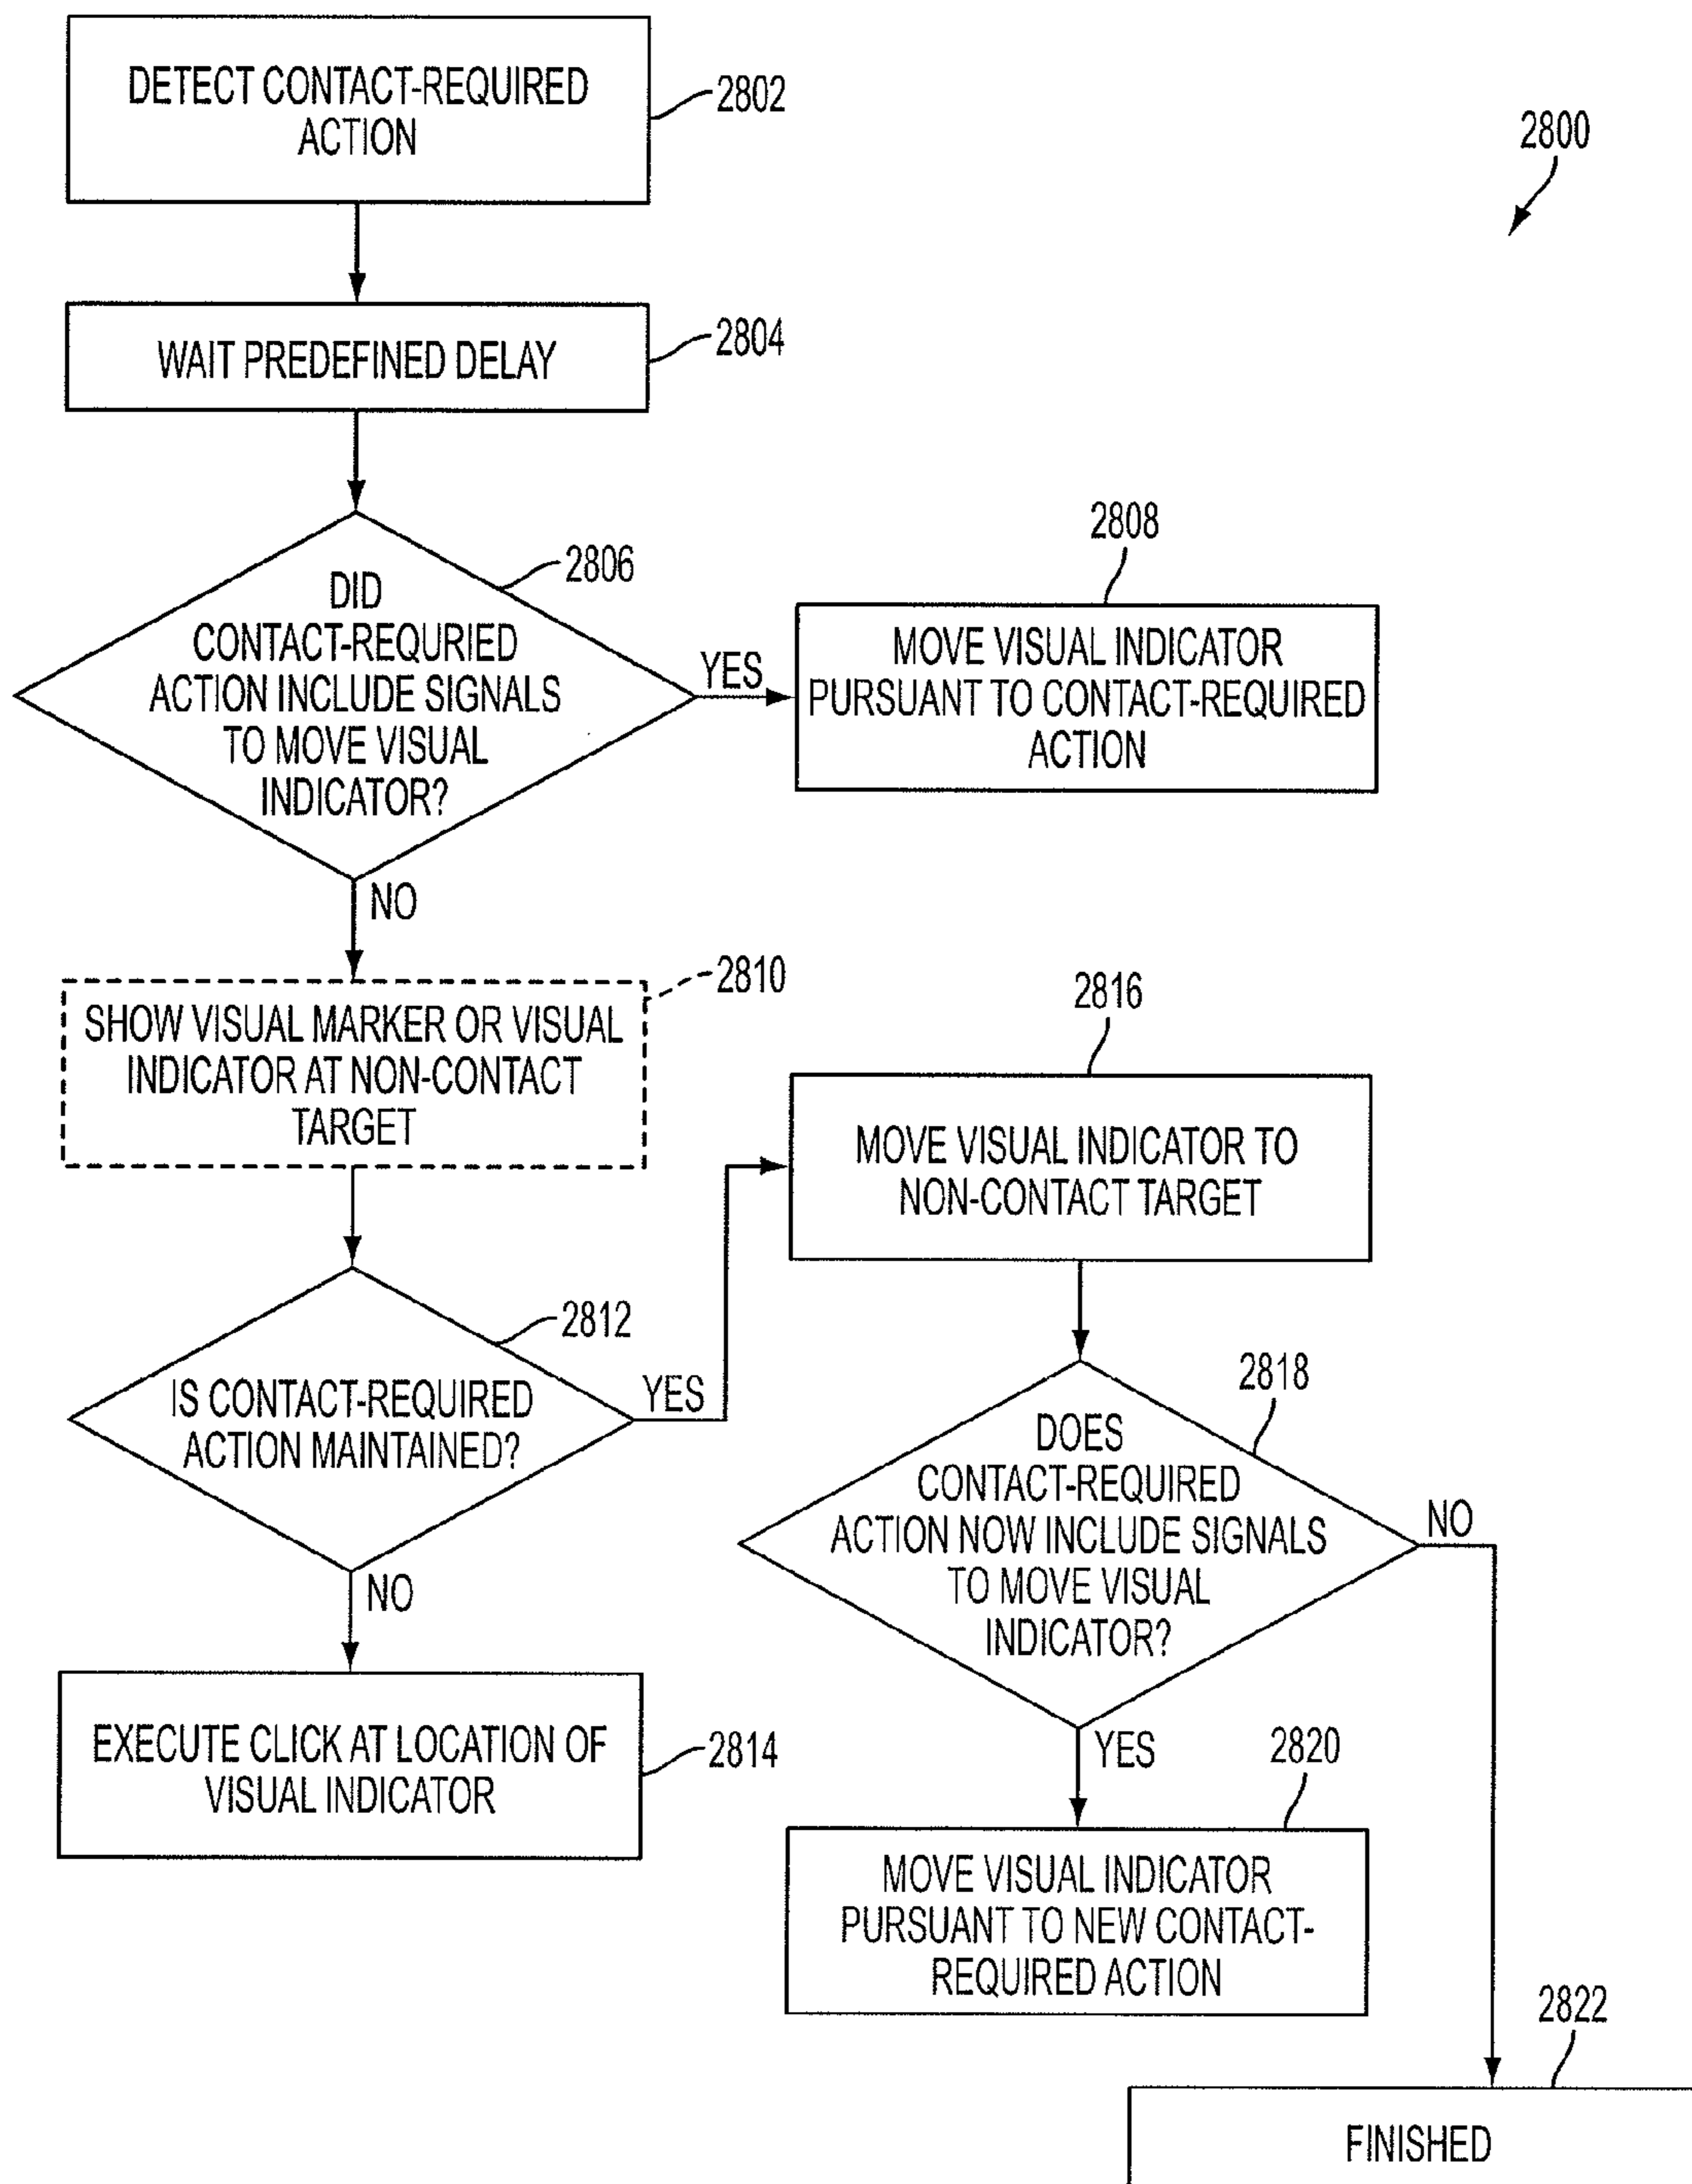 DETECT CONTACT-REQUIRED
ACTION
2802
2800
WAIT PREDEFINED DELAY
2804
DID
CONTACT-REQURIED
ACTION INCLUDE SIGNALS
TO MOVE VISUAL
INDICATOR?
2806
YES
2808
MOVE VISUAL INDICATOR
PURSUANT TO CONTACT-REQUIRED
ACTION
NO
SHOW VISUAL MARKER OR VISUAL
INDICATOR AT NON-CONTACT
TARGET
2810
IS CONTACT-REQUIRED
ACTION MAINTAINED?
2812
YES
2816
MOVE VISUAL INDICATOR TO
NON-CONTACT TARGET
NO
EXECUTE CLICK AT LOCATION OF
VISUAL INDICATOR
2814
DOES
CONTACT-REQUIRED
ACTION NOW INCLUDE SIGNALS
TO MOVE VISUAL
INDICATOR?
2818
NO
YES
2820
MOVE VISUAL INDICATOR
PURSUANT TO NEW CONTACT-
REQUIRED ACTION
2822
FINISHED